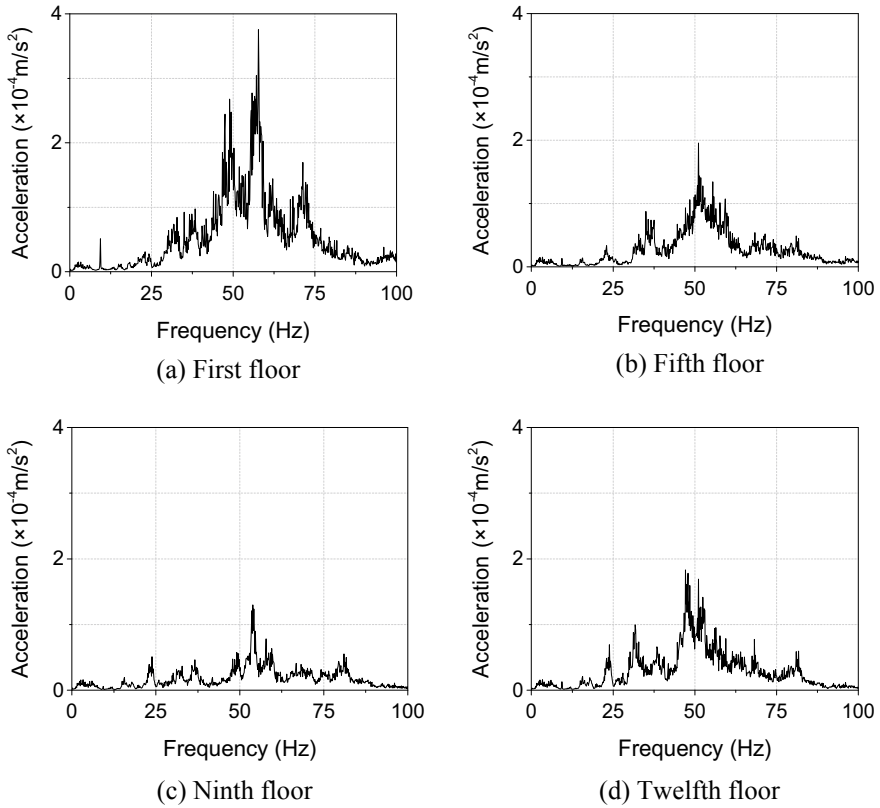 4
2
0
0 25 50 75 100
Acceleration (×10⁻⁴m/s²)
Frequency (Hz)
(a) First floor
4
2
0
0 25 50 75 100
Acceleration (×10⁻⁴m/s²)
Frequency (Hz)
(b) Fifth floor
4
2
0
0 25 50 75 100
Acceleration (×10⁻⁴m/s²)
Frequency (Hz)
(c) Ninth floor
4
2
0
0 25 50 75 100
Acceleration (×10⁻⁴m/s²)
Frequency (Hz)
(d) Twelfth floor